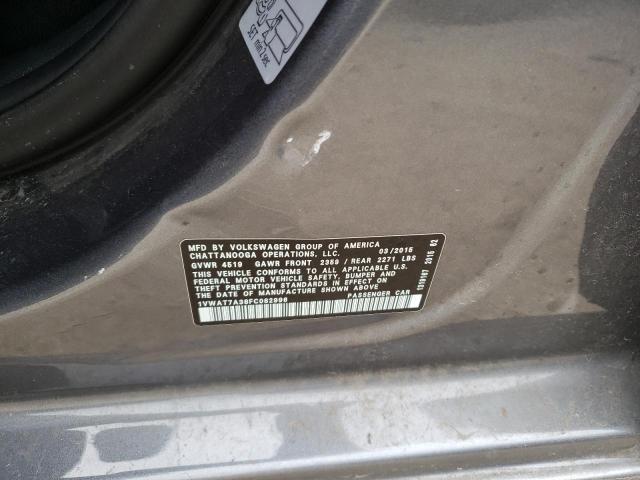 MFD BY VOLKSWAGEN GROUP OF AMERICA
CHATTANOOGA OPERATIONS, LLC. 03/2015
GVWR 4519 GAWR FRONT 2359 / REAR 2271 LBS
THIS VEHICLE CONFORMS TO ALL APPLICABLE U.S.
FEDERAL MOTOR VEHICLE SAFETY, BUMPER AND
THEFT PREVENTION STANDARDS IN EFFECT ON
THE DATE OF MANUFACTURE SHOWN ABOVE.
PASSENGER CAR
2015 02